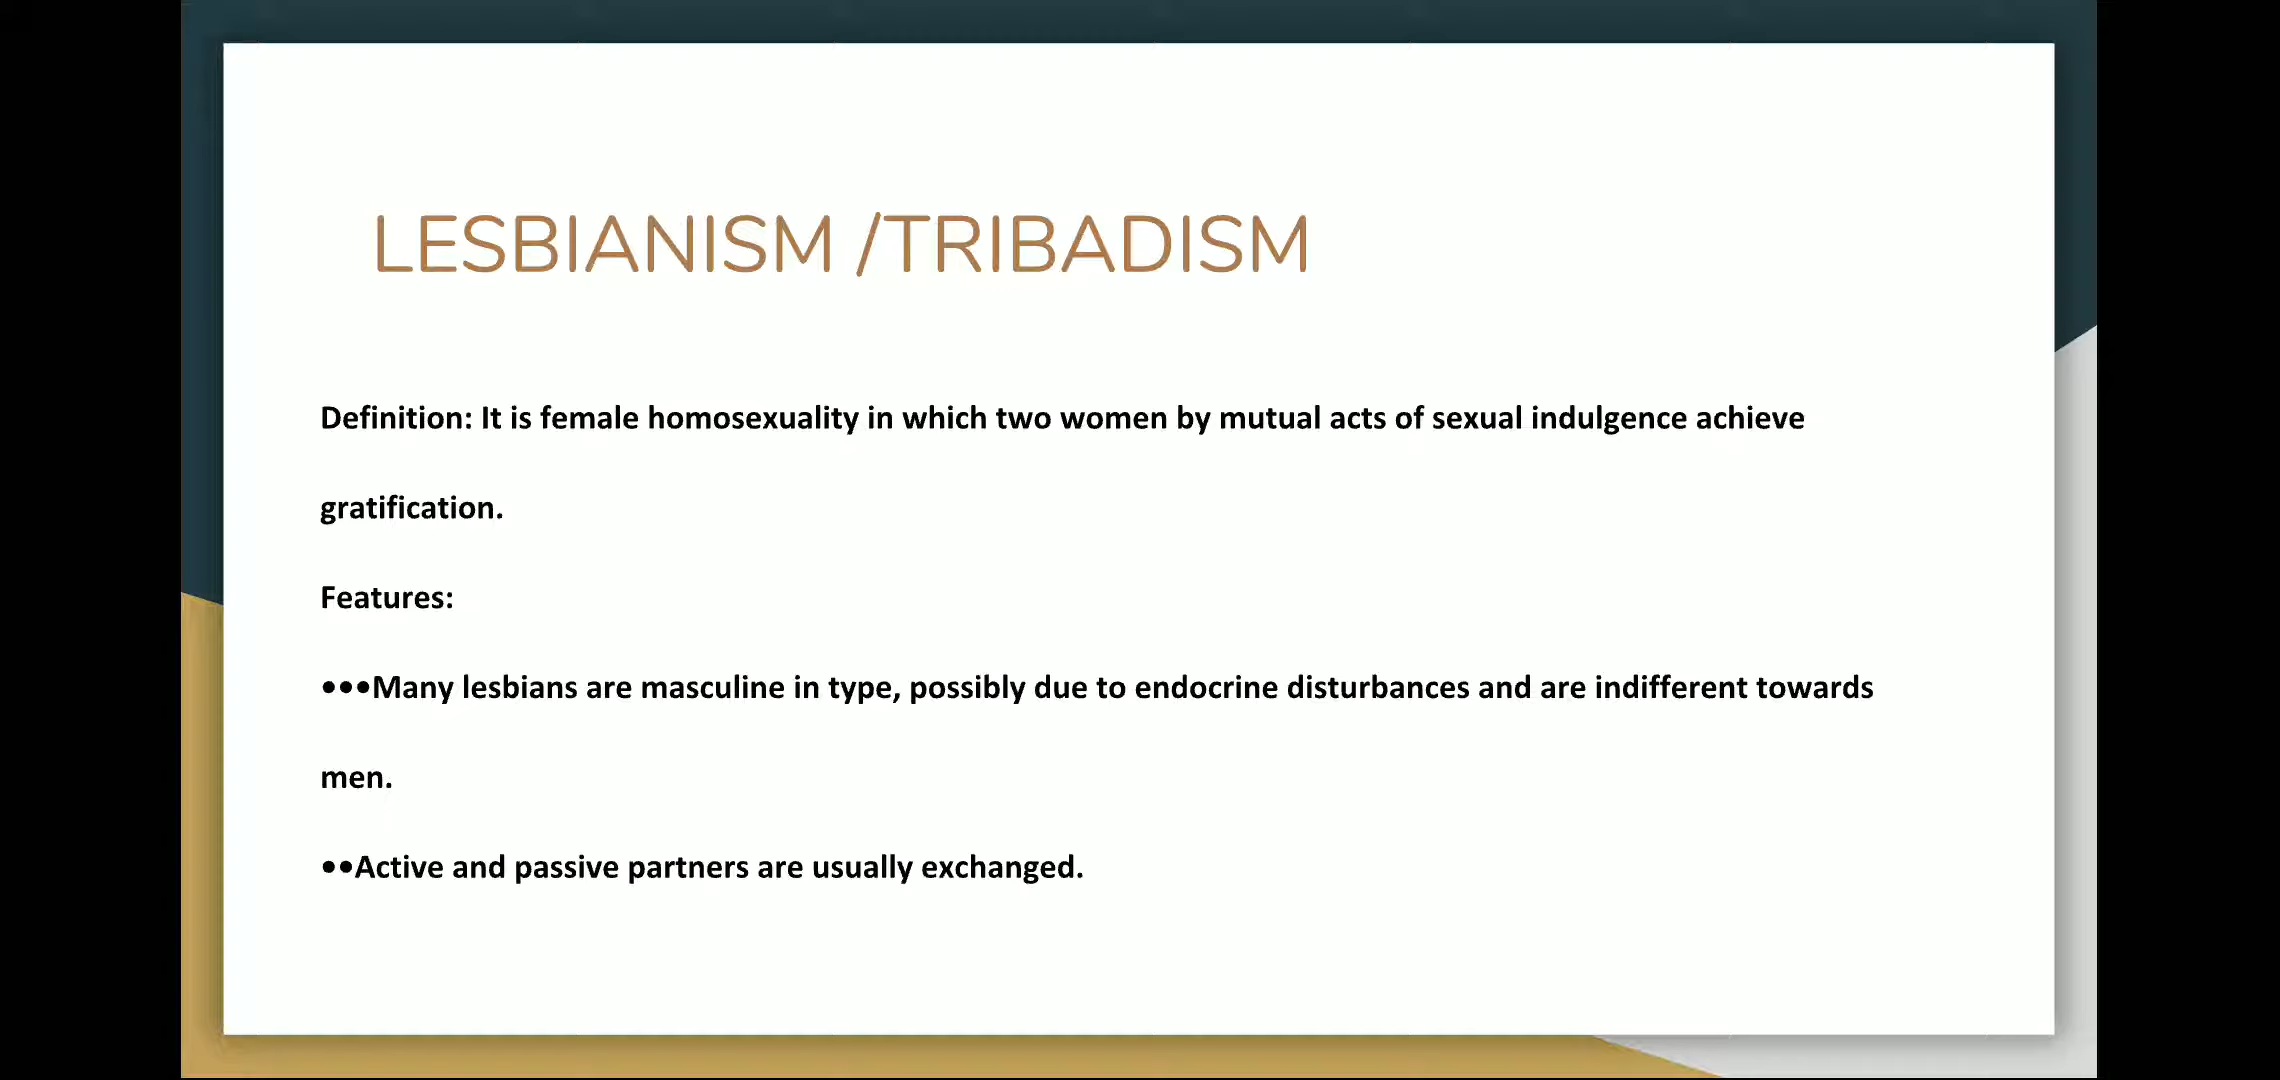 LESBIANISM /TRIBADISM
Definition: It is female homosexuality in which two women by mutual acts of sexual indulgence achieve
gratification.
Features:
•••Many lesbians are masculine in type, possibly due to endocrine disturbances and are indifferent towards
men.
••Active and passive partners are usually exchanged.